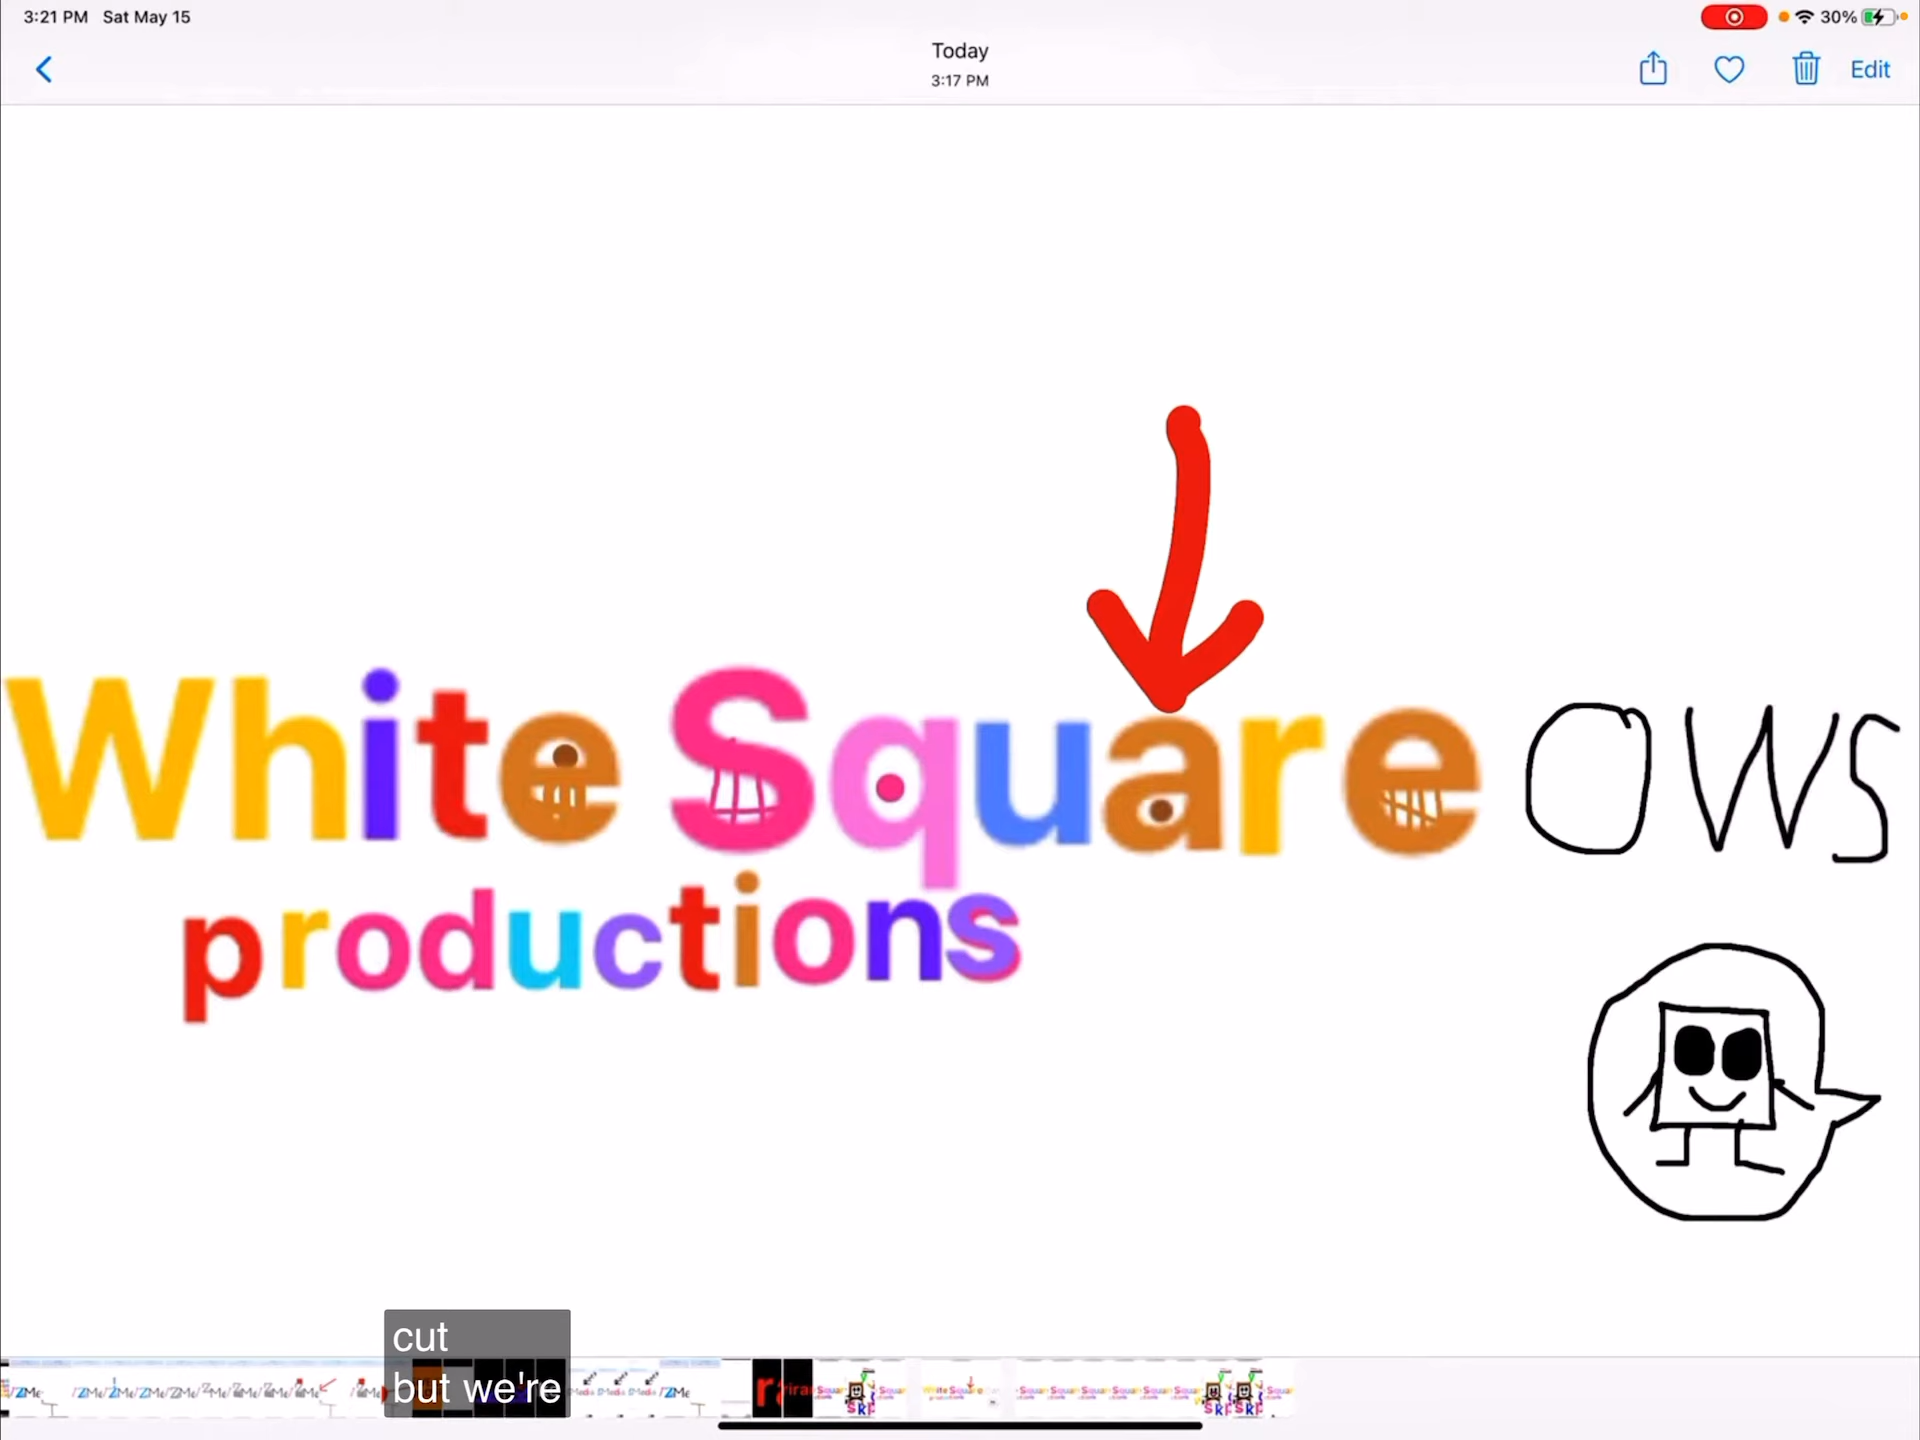 3:21 PM Sat May 15
30%
Today
3:17 PM
Edit
White Square OWS
productions
cut
but we're